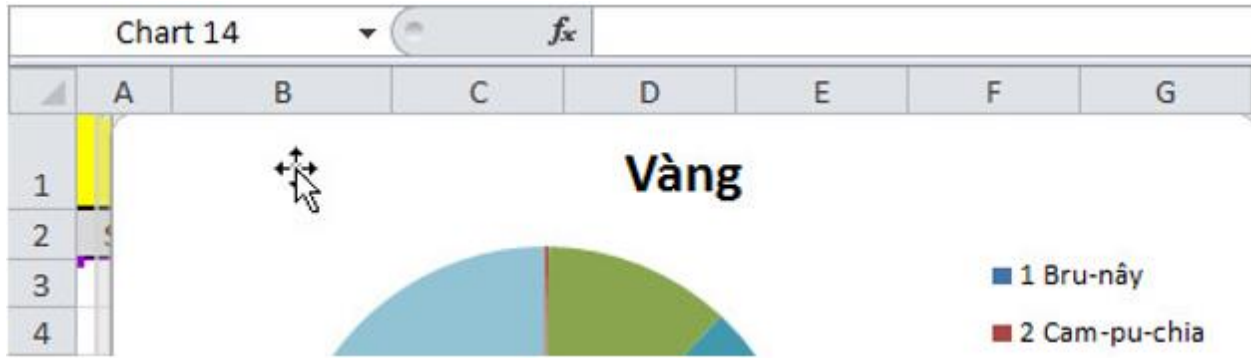 Chart 14 fx
A B C D E F G
1 Vàng
2
3 1 Bru-nây
4 2 Cam-pu-chia